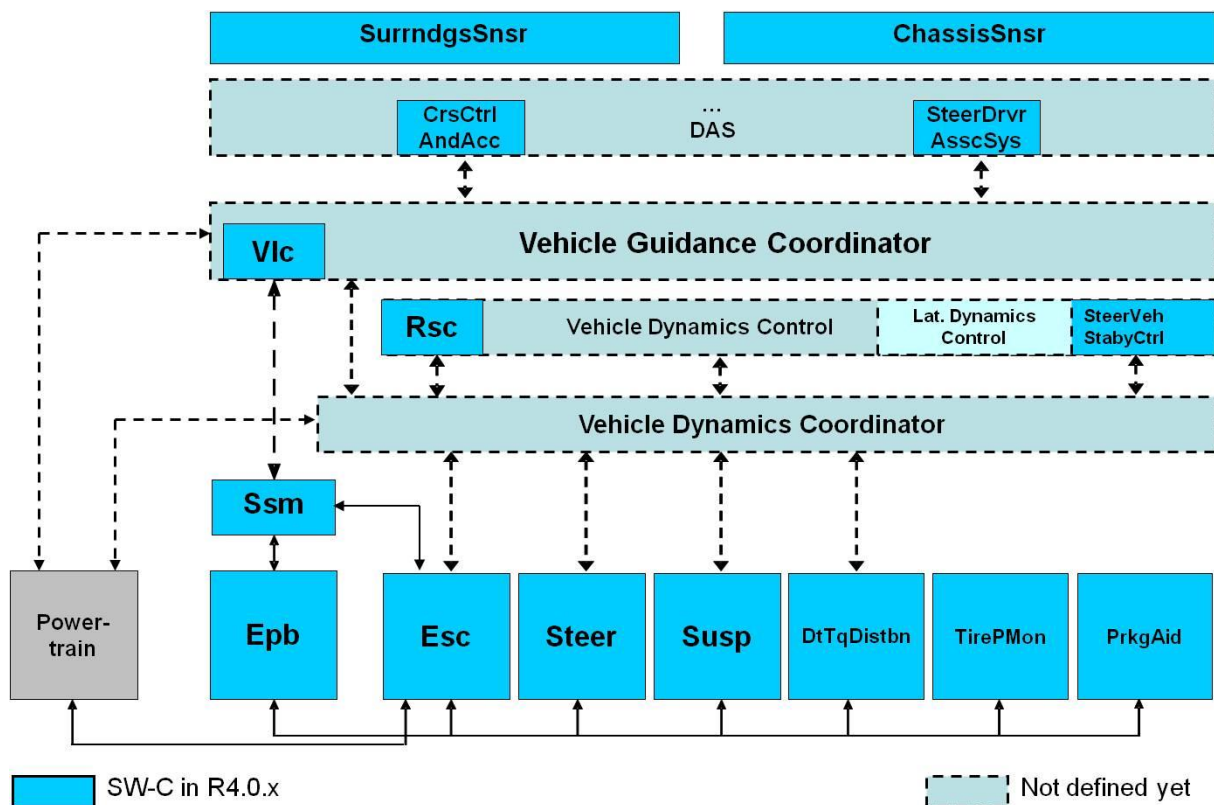 SurrndgsSnsr
ChassisSnsr
CrsCtrl
AndAcc
...
DAS
SteerDrvr
AsscSys
Vlc
Vehicle Guidance Coordinator
Rsc
Vehicle Dynamics Control
Lat. Dynamics
Control
SteerVeh
StabyCtrl
Vehicle Dynamics Coordinator
Ssm
Power-
train
Epb
Esc
Steer
Susp
DtTqDistbn
TirePMon
PrkgAid
SW-C in R4.0.x
Not defined yet